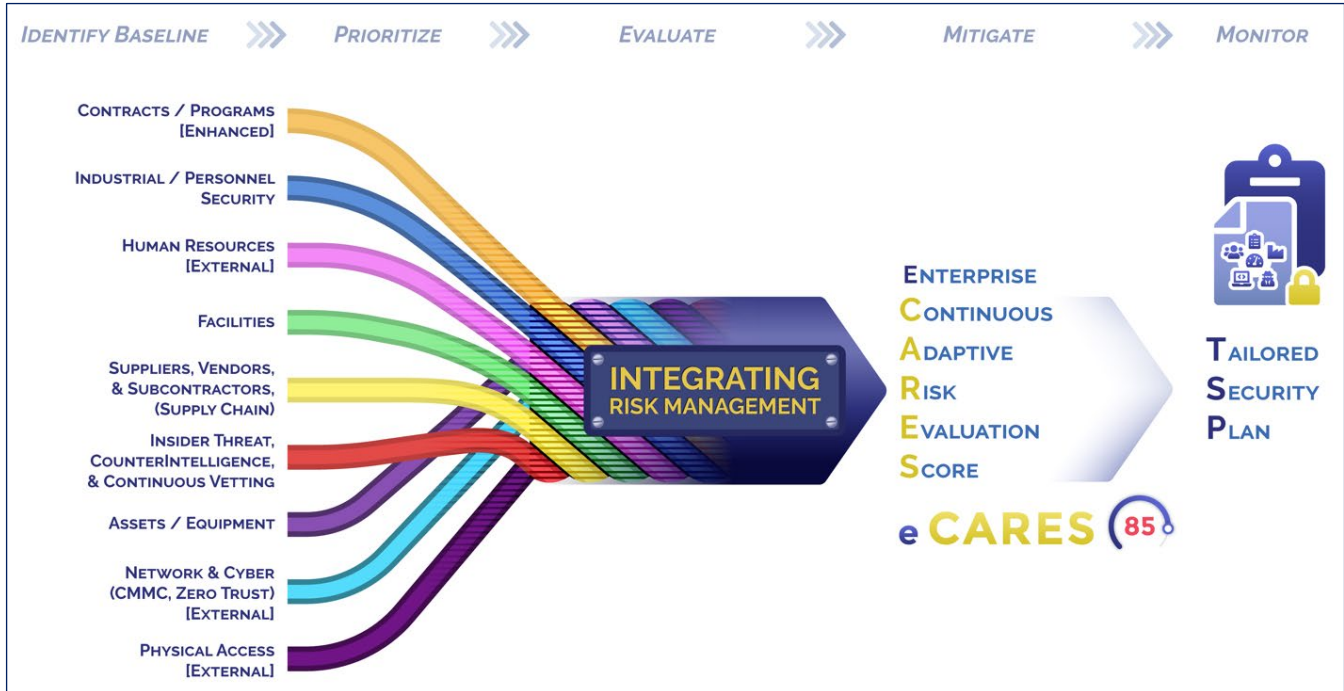 IDENTIFY BASELINE
PRIORITIZE
EVALUATE
MITIGATE
MONITOR
CONTRACTS / PROGRAMS
[ENHANCED]
INDUSTRIAL / PERSONNEL
SECURITY
HUMAN RESOURCES
[EXTERNAL]
FACILITIES
SUPPLIERS, VENDORS,
& SUBCONTRACTORS,
(SUPPLY CHAIN)
INSIDER THREAT,
COUNTERINTELLIGENCE,
& CONTINUOUS VETTING
ASSETS / EQUIPMENT
NETWORK & CYBER
(CMMC, ZERO TRUST)
[EXTERNAL]
PHYSICAL ACCESS
[EXTERNAL]
INTEGRATING
RISK MANAGEMENT
ENTERPRISE
CONTINUOUS
ADAPTIVE
RISK
EVALUATION
SCORE
e CARES 85
TAILORED
SECURITY
PLAN